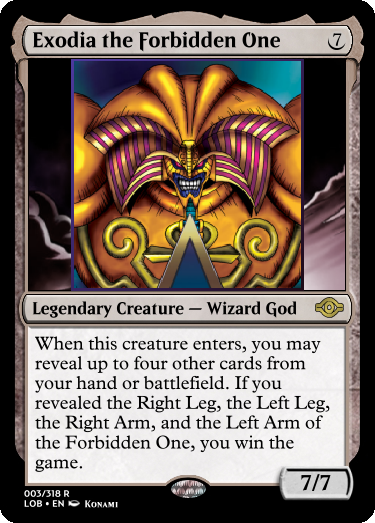 Exodia the Forbidden One 7
Legendary Creature — Wizard God
When this creature enters, you may
reveal up to four other cards from
your hand or battlefield. If you
revealed the Right Leg, the Left Leg,
the Right Arm, and the Left Arm of
the Forbidden One, you win the
game.
7/7
003/318 R
LOB • EN Konami